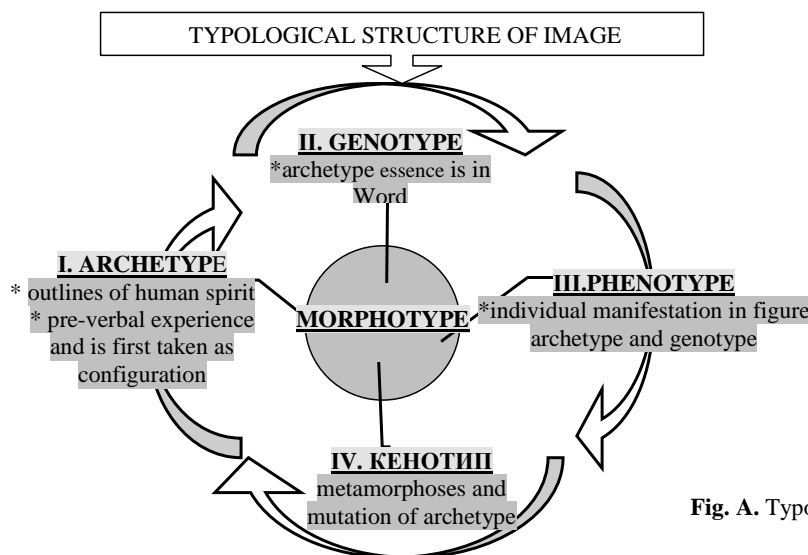 TYPOLOGICAL STRUCTURE OF IMAGE
II. GENOTYPE
*archetype essence is in
Word
I. ARCHETYPE
* outlines of human spirit
* pre-verbal experience
and is first taken as
configuration
MORPHOTYPE
III.PHENOTYPE
*individual manifestation in figure
archetype and genotype
IV. КЕНОТИП
metamorphoses and
mutation of archetype
Fig. A. Typo